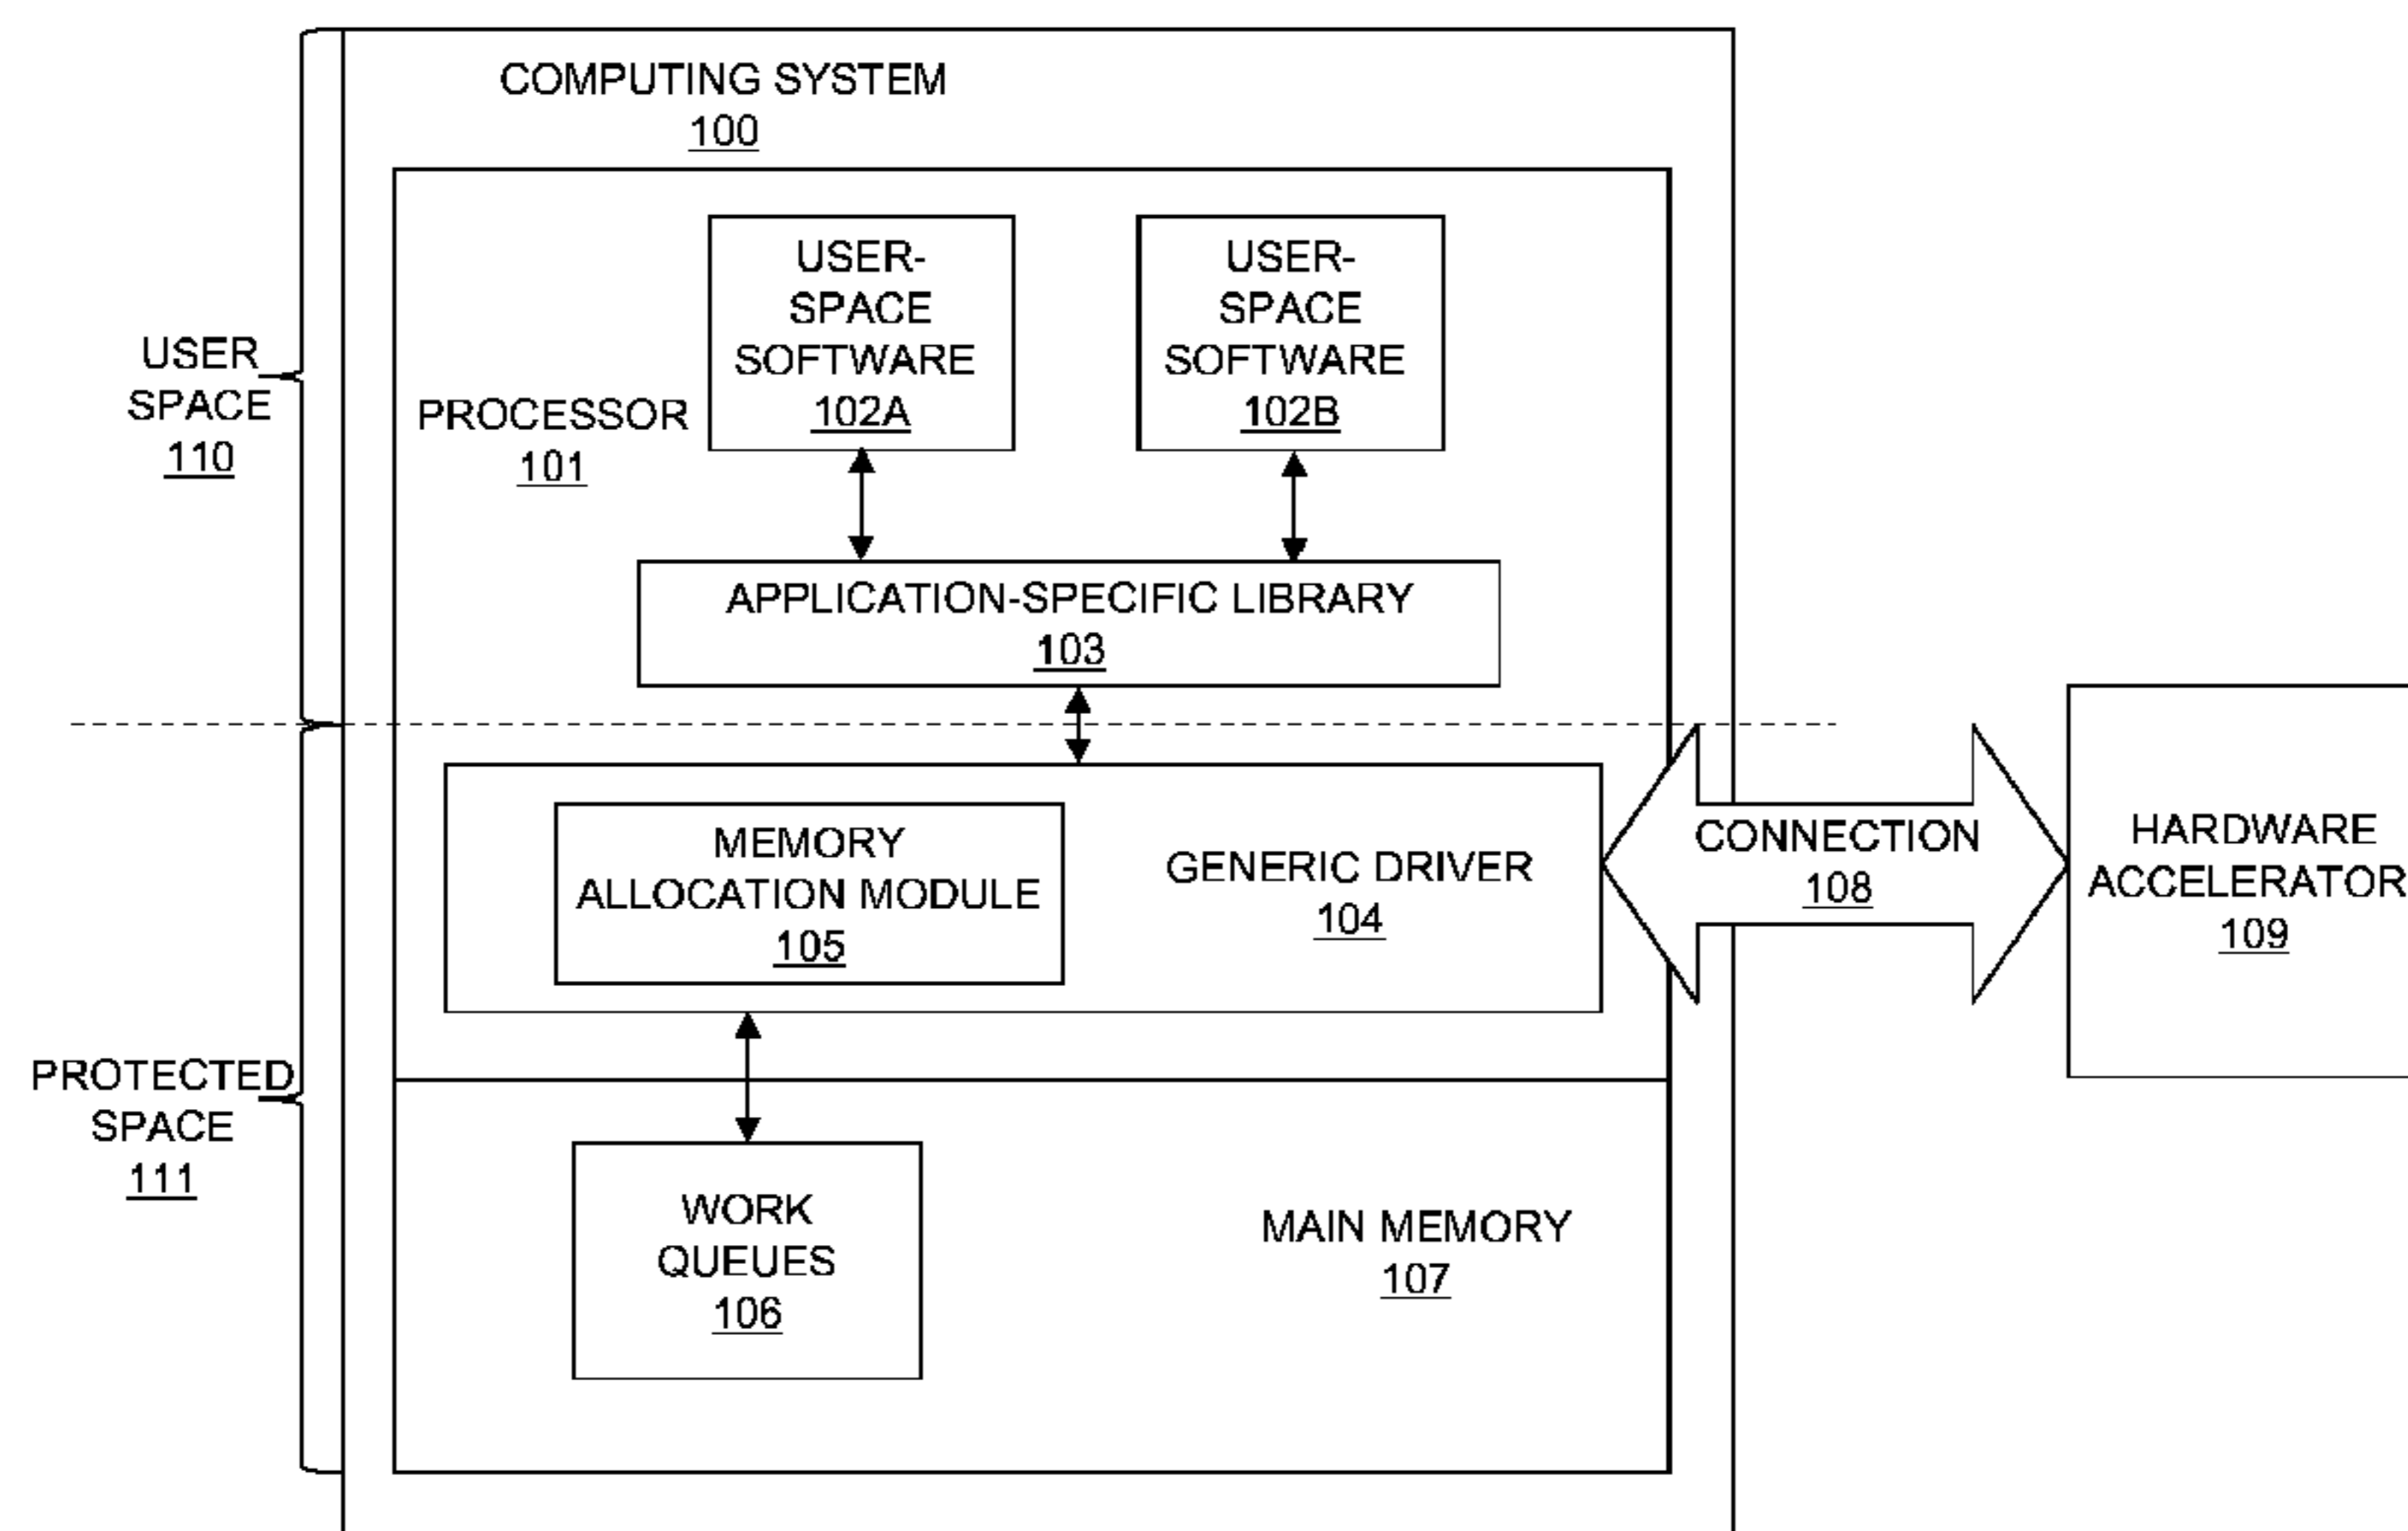 COMPUTING SYSTEM
100
USER-
SPACE
SOFTWARE
102A
USER-
SPACE
SOFTWARE
102B
USER
SPACE
110
PROCESSOR
101
APPLICATION-SPECIFIC LIBRARY
103
MEMORY
ALLOCATION MODULE
105
GENERIC DRIVER
104
CONNECTION
108
HARDWARE
ACCELERATOR
109
PROTECTED
SPACE
111
WORK
QUEUES
106
MAIN MEMORY
107